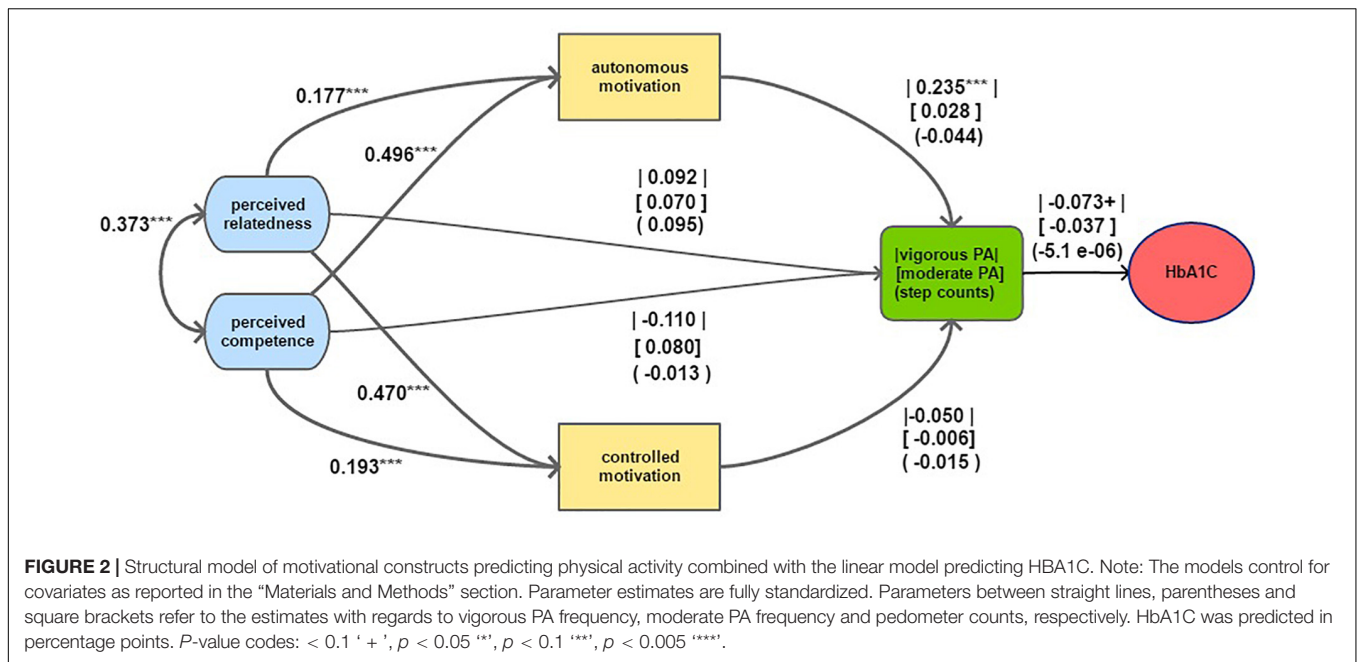 autonomous
motivation
0.177***
0.496***
| 0.235*** |
[ 0.028 ]
(-0.044)
| 0.092 |
[ 0.070 ]
( 0.095)
perceived
relatedness
0.373***
| -0.073+ |
[ -0.037 ]
(-5.1 e-06)
|vigorous PA|
[moderate PA]
(step counts)
HbA1C
perceived
competence
| -0.110 |
[ 0.080]
( -0.013 )
0.470***
0.193***
controlled
motivation
|-0.050 |
[ -0.006]
( -0.015 )
FIGURE 2 | Structural model of motivational constructs predicting physical activity combined with the linear model predicting HBA1C. Note: The models control for
covariates as reported in the “Materials and Methods” section. Parameter estimates are fully standardized. Parameters between straight lines, parentheses and
square brackets refer to the estimates with regards to vigorous PA frequency, moderate PA frequency and pedometer counts, respectively. HbA1C was predicted in
percentage points. P-value codes: < 0.1 ‘ + ’, p < 0.05 ‘*’, p < 0.1 ‘**’, p < 0.005 ‘***’.